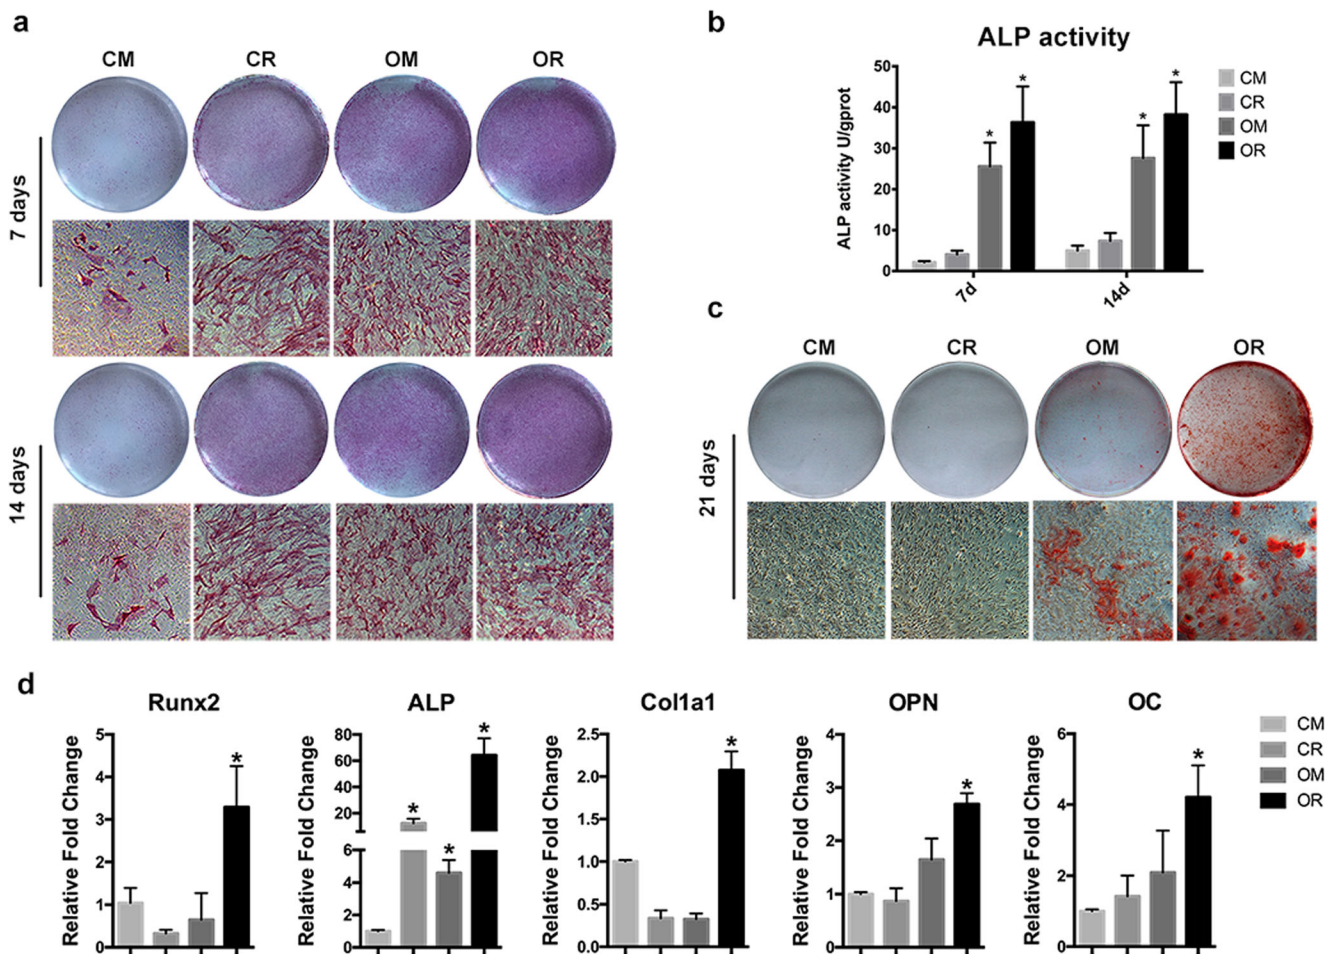 a
CM CR OM OR
7 days
14 days
b
ALP activity
ALP activity U/gprot
50
40
30
20
10
0
* * * *
7d 14d
CM
CR
OM
OR
c
CM CR OM OR
21 days
d
Runx2
Relative Fold Change
5
4
3
2
1
0
*
ALP
Relative Fold Change
80
60
40
20
6
4
2
0
* * *
Col1a1
Relative Fold Change
2.5
2.0
1.5
1.0
0.5
0.0
*
OPN
Relative Fold Change
4
3
2
1
0
*
OC
Relative Fold Change
6
4
2
0
*
CM
CR
OM
OR